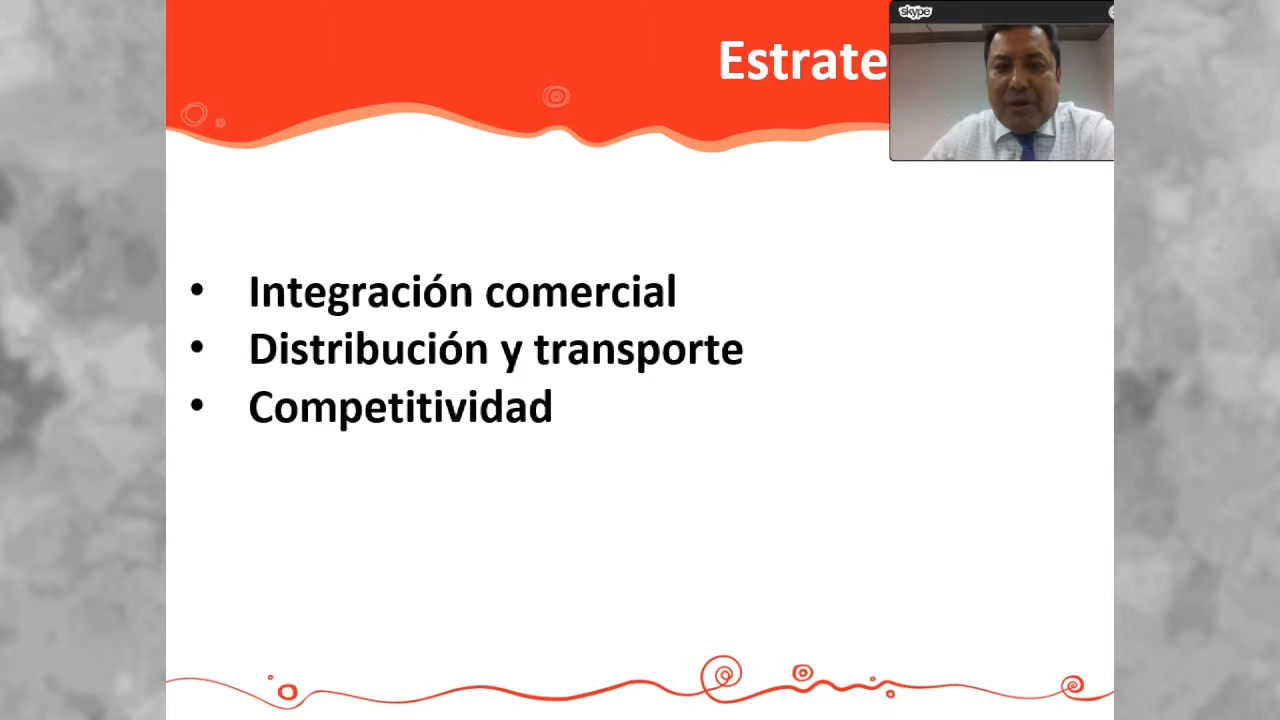 Estrate
skype
Integración comercial
Distribución y transporte
Competitividad